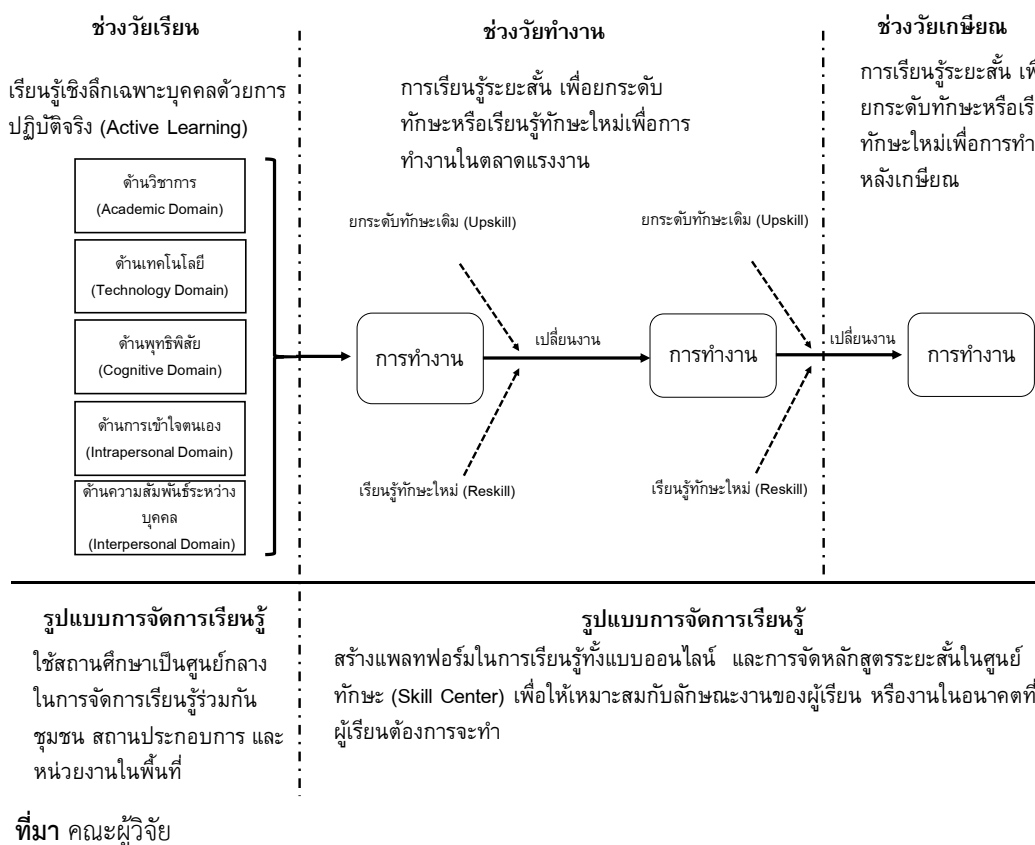 ช่วงวัยเรียน
เรียนรู้เชิงลึกเฉพาะบุคคลด้วยการ
ปฏิบัติจริง (Active Learning)
ด้านวิชาการ
(Academic Domain)
ด้านเทคโนโลยี
(Technology Domain)
ด้านพุทธิพิสัย
(Cognitive Domain)
ด้านการเข้าใจตนเอง
(Intrapersonal Domain)
ด้านความสัมพันธ์ระหว่าง
บุคคล
(Interpersonal Domain)
ช่วงวัยทำงาน
การเรียนรู้ระยะสั้น เพื่อยกระดับ
ทักษะหรือเรียนรู้ทักษะใหม่เพื่อการ
ทำงานในตลาดแรงงาน
ยกระดับทักษะเดิม (Upskill)
ยกระดับทักษะเดิม (Upskill)
การทำงาน
เปลี่ยนงาน
การทำงาน
เปลี่ยนงาน
เรียนรู้ทักษะใหม่ (Reskill)
เรียนรู้ทักษะใหม่ (Reskill)
ช่วงวัยเกษียณ
การเรียนรู้ระยะสั้น
ยกระดับทักษะหรือ
ทักษะใหม่เพื่อการ
หลังเกษียณ
การทำงาน
รูปแบบการจัดการเรียนรู้
ใช้สถานศึกษาเป็นศูนย์กลาง
ในการจัดการเรียนรู้ร่วมกัน
ชุมชน สถานประกอบการ และ
หน่วยงานในพื้นที่
รูปแบบการจัดการเรียนรู้
สร้างแพลทฟอร์มในการเรียนรู้ทั้งแบบออนไลน์ และการจัดหลักสูตรระยะสั้นในศูนย์
ทักษะ (Skill Center) เพื่อให้เหมาะสมกับลักษณะงานของผู้เรียน หรืองานในอนาคตที่
ผู้เรียนต้องการจะทำ
ที่มา คณะผู้วิจัย